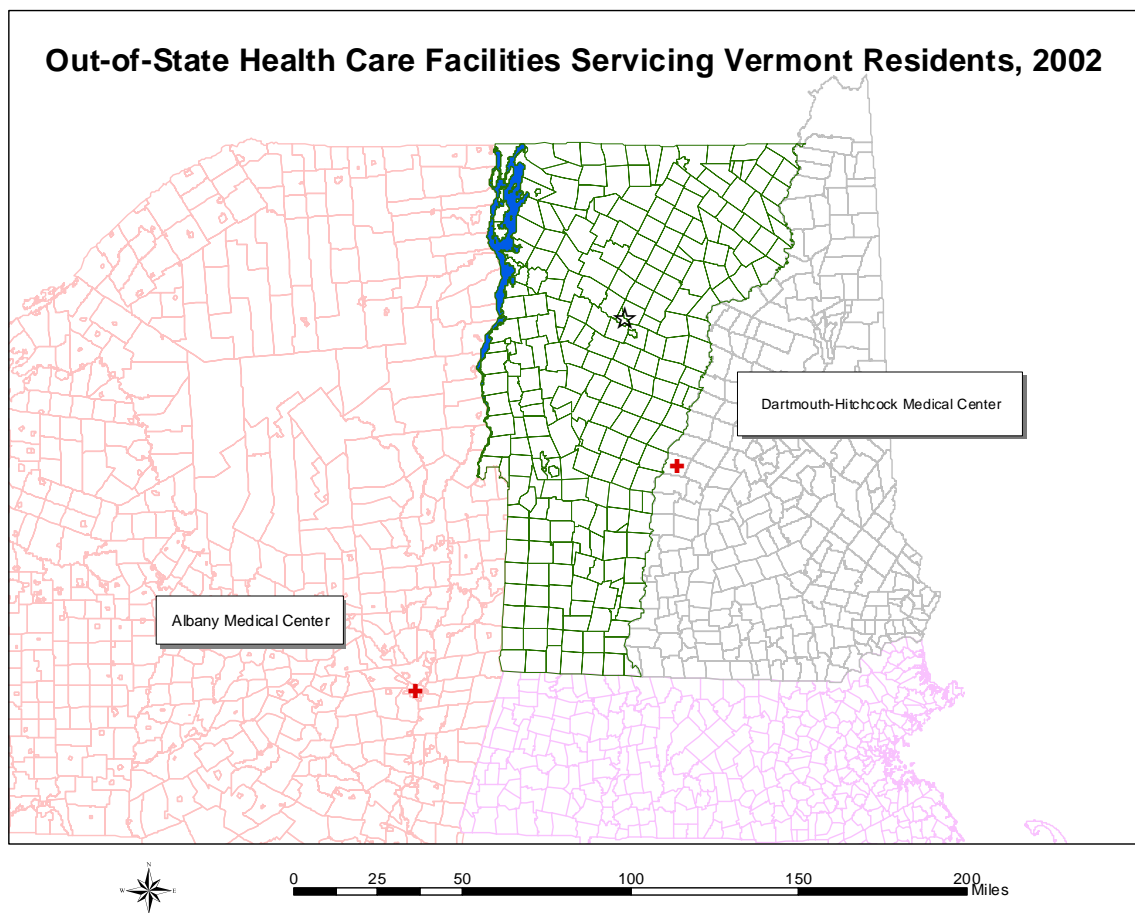 Out-of-State Health Care Facilities Servicing Vermont Residents, 2002
Dartmouth-Hitchcock Medical Center
Albany Medical Center
N
W E
S
0 25 50 100 150 200
Miles